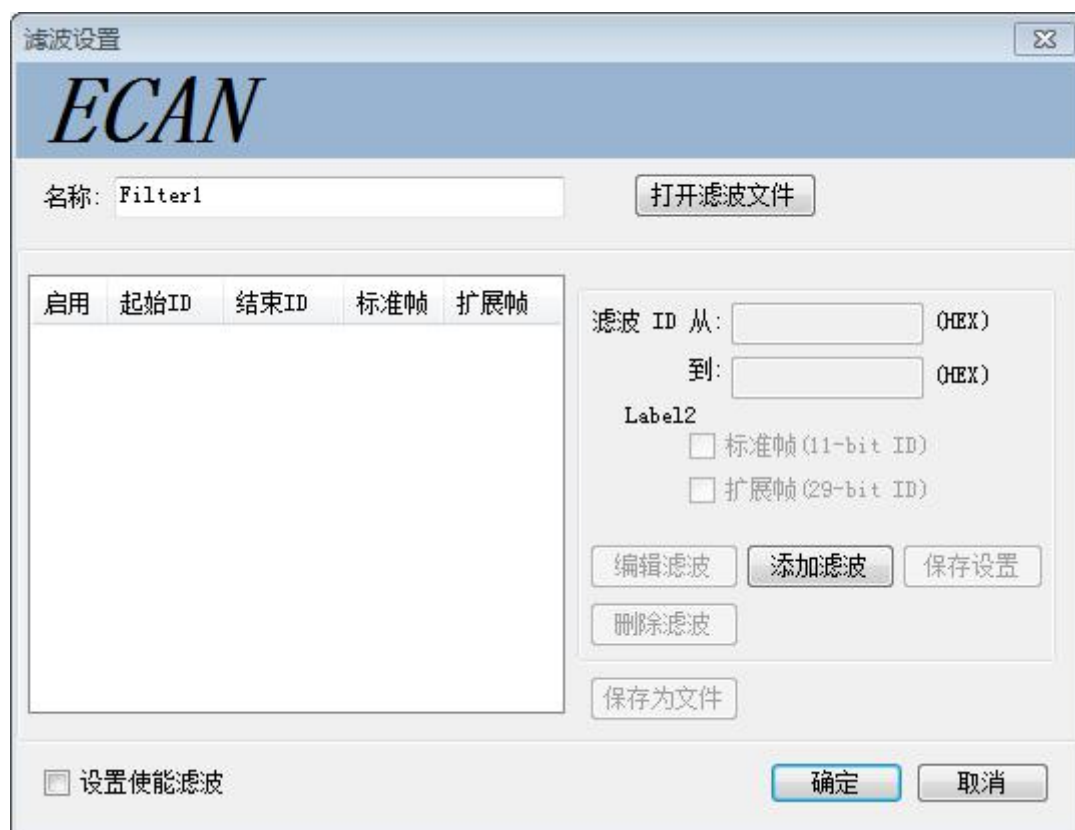 滤波设置
ECAN
名称: Filter1 打开滤波文件
启用 起始ID 结束ID 标准帧 扩展帧
滤波 ID 从: (HEX)
到: (HEX)
Label2
标准帧(11-bit ID)
扩展帧(29-bit ID)
编辑滤波 添加滤波 保存设置
删除滤波
保存为文件
设置使能滤波 确定 取消